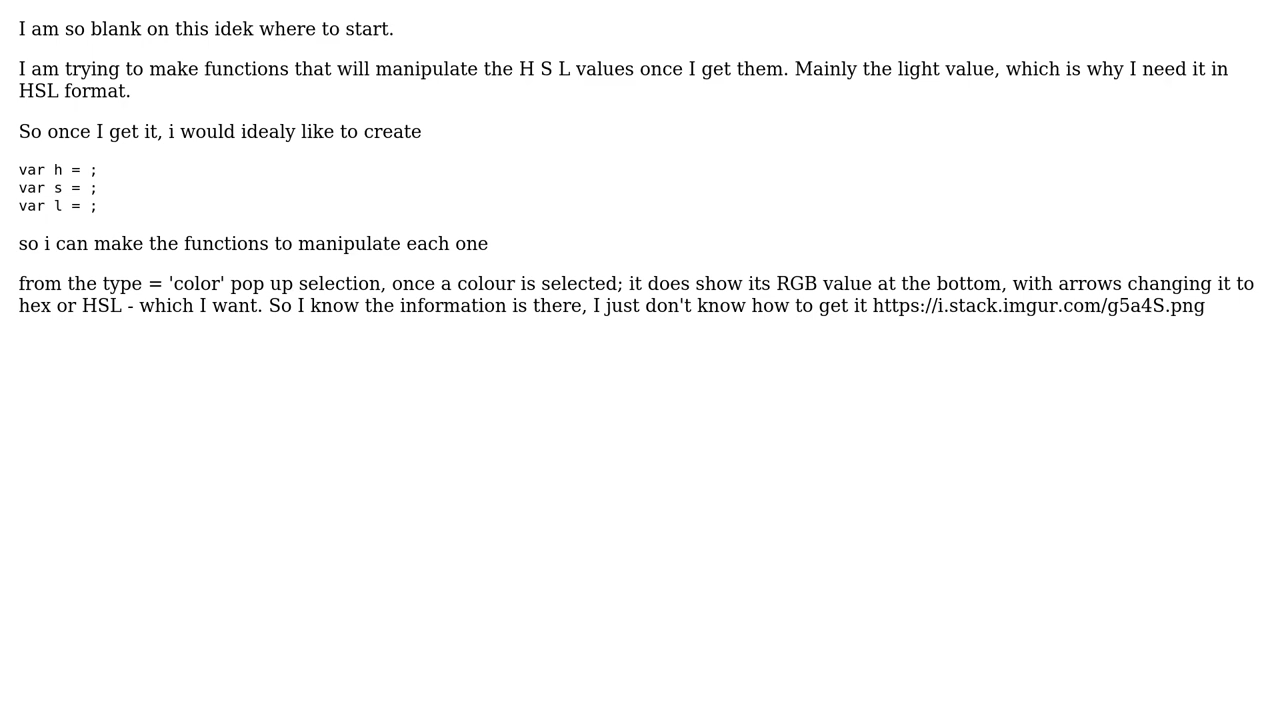 I am so blank on this idek where to start.
I am trying to make functions that will manipulate the H S L values once I get them. Mainly the light value, which is why I need it in
HSL format.
So once I get it, i would idealy like to create
var h = ;
var s = ;
var l = ;
so i can make the functions to manipulate each one
from the type = 'color' pop up selection, once a colour is selected; it does show its RGB value at the bottom, with arrows changing it to
hex or HSL - which I want. So I know the information is there, I just don't know how to get it https://i.stack.imgur.com/g5a4S.png